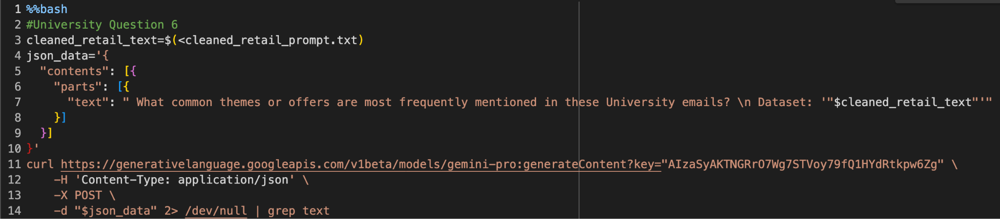 1 %%bash
2 #University Question 6
3 cleaned_retail_text=$(<cleaned_retail_prompt.txt)
4 json_data='{
5   "contents": [{
6     "parts": [{
7       "text": " What common themes or offers are most frequently mentioned in these University emails? \n Dataset: '"$cleaned_retail_text"'"
8     }]
9   }]
10 }'
11 curl https://generativelanguage.googleapis.com/v1beta/models/gemini-pro:generateContent?key="AIzaSyAKTNGRrO7Wg7STVoy79fQ1HYdRtkpw6Zg" \
12     -H 'Content-Type: application/json' \
13     -X POST \
14     -d "$json_data" 2> /dev/null | grep text